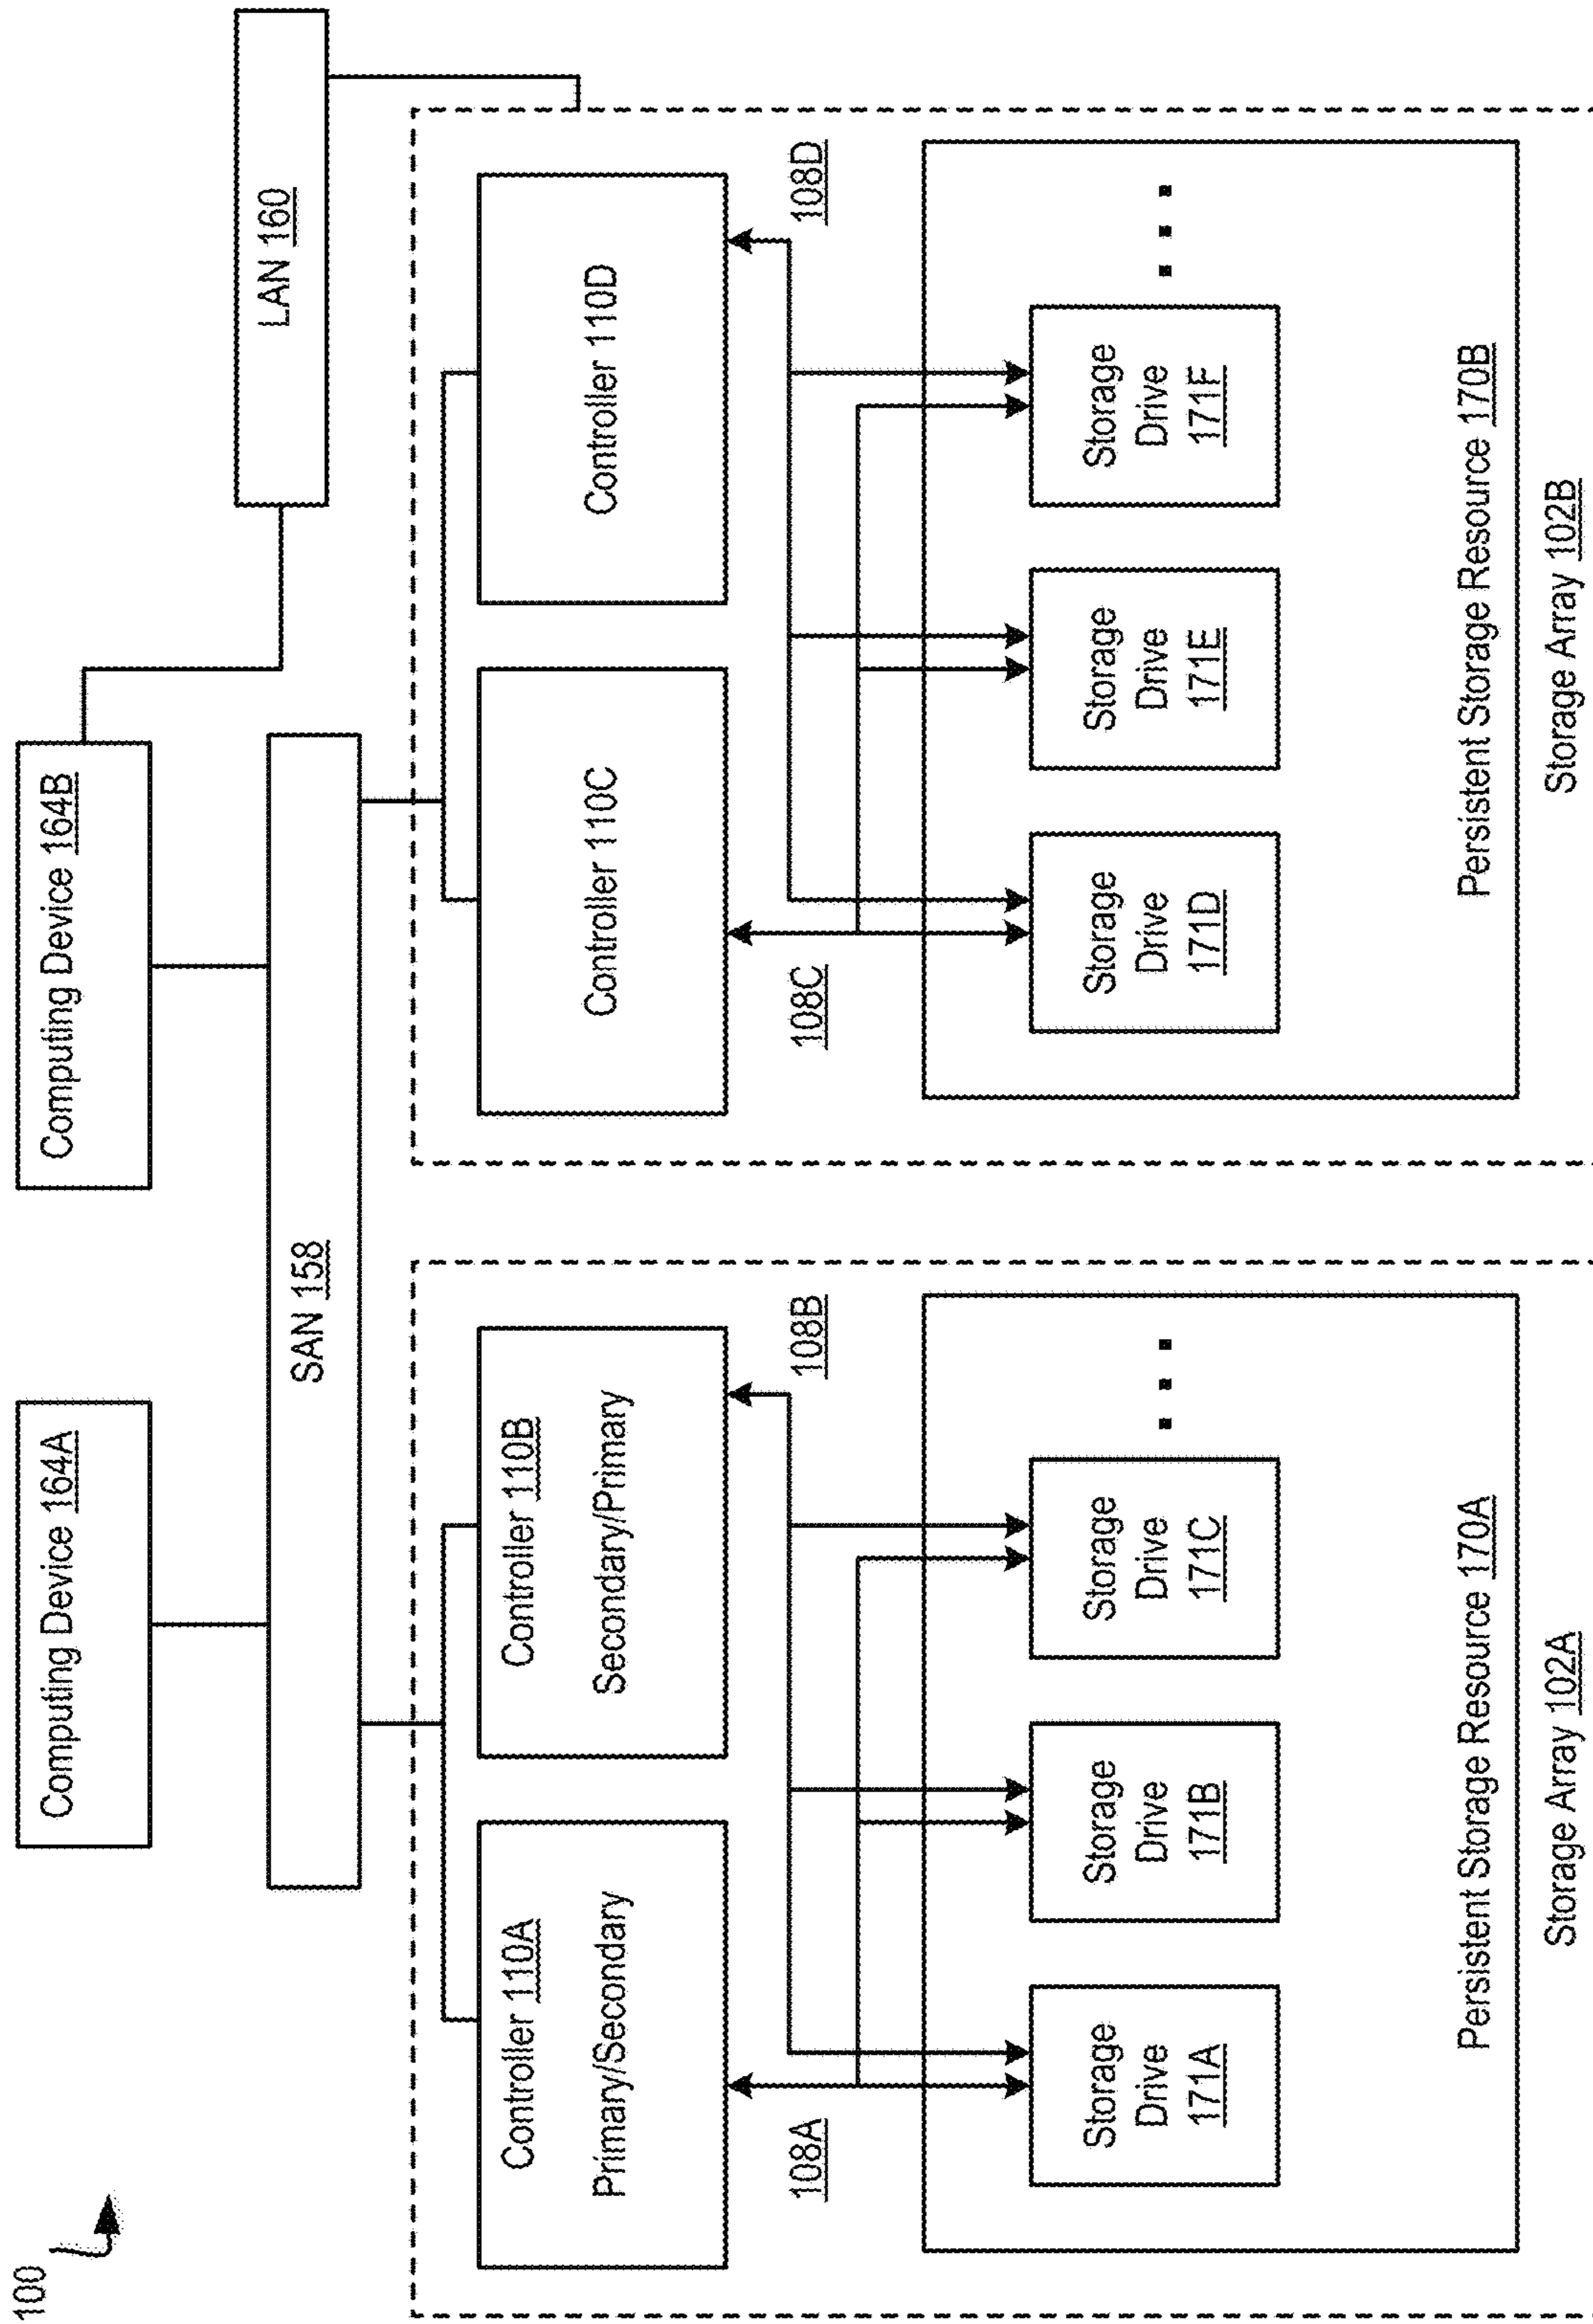 100
Computing Device 164A
Computing Device 164B
SAN 158
LAN 160
Controller 110A
Primary/Secondary
Controller 110B
Secondary/Primary
Controller 110C
Controller 110D
108A
108B
108C
108D
Storage
Drive
171A
Storage
Drive
171B
Storage
Drive
171C
Storage
Drive
171D
Storage
Drive
171E
Storage
Drive
171F
Persistent Storage Resource 170A
Persistent Storage Resource 170B
Storage Array 102A
Storage Array 102B